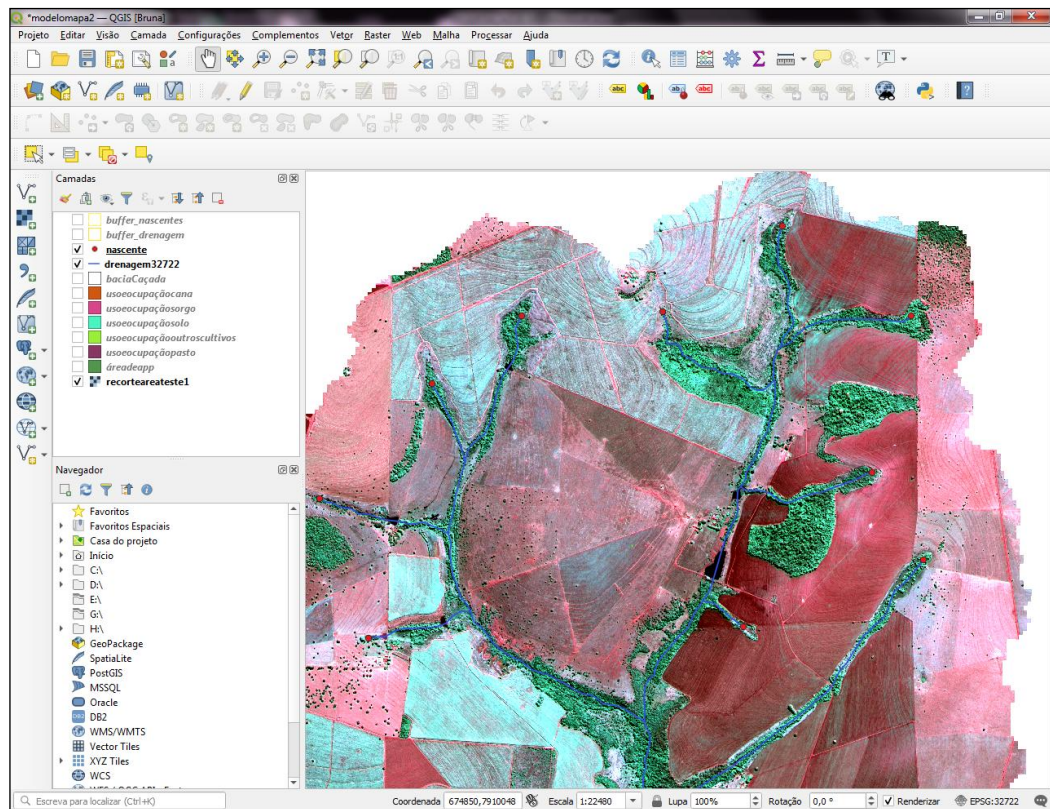 *modelomapa2 — QGIS [Bruna]
Projeto Editar Visão Camada Configurações Complementos Vetor Raster Web Malha Processar Ajuda
Camadas
buffer_nascentes
buffer_drenagem
nascente
drenagem32722
baciaCaçada
usoeocupaçãocana
usoeocupaçãosorgo
usoeocupaçãosolo
usoeocupaçãooutroscultivos
usoeocupaçãopasto
áreadeapp
recorteareateste1
Navegador
Favoritos
Favoritos Espaciais
Casa do projeto
Início
C:\
D:\
E:\
G:\
H:\
GeoPackage
SpatiaLite
PostGIS
MSSQL
Oracle
DB2
WMS/WMTS
Vector Tiles
XYZ Tiles
WCS
Escreva para localizar (Ctrl+K) Coordenada 674850,7910048 Escala 1:22480 Lupa 100% Rotação 0,0 ° Renderizar EPSG:32722